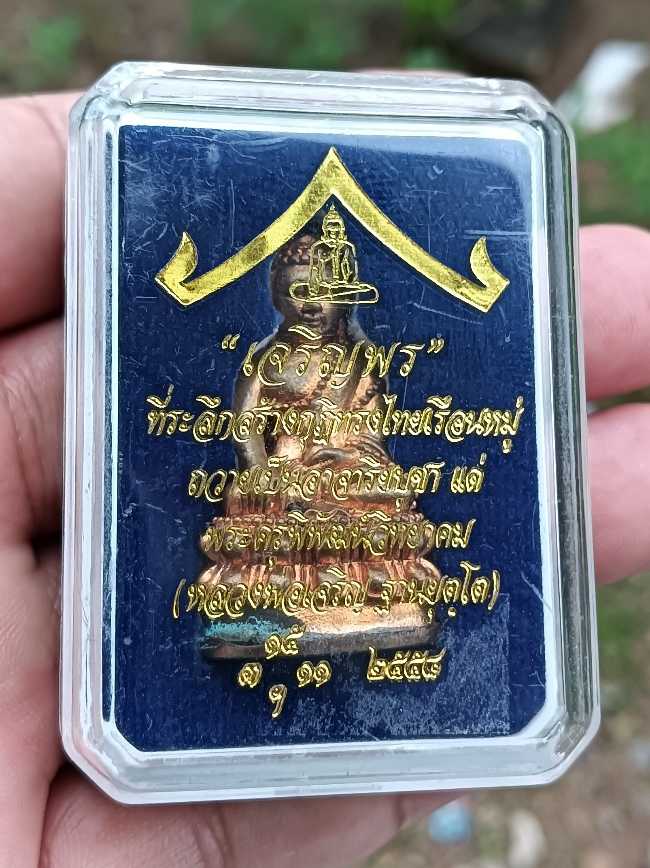 “เจริญพร”
ที่ระลึกสร้างกุฏิทรงไทยเรือนหมู่
ถวายเป็นอาจาริยบูชา แด่
พระครูพิพัฒน์วิทยาคม
(หลวงพ่อเจริญ ฐานยุตฺโต)
๑๕
๗ ฯ ๑๑ ๒๕๕๘